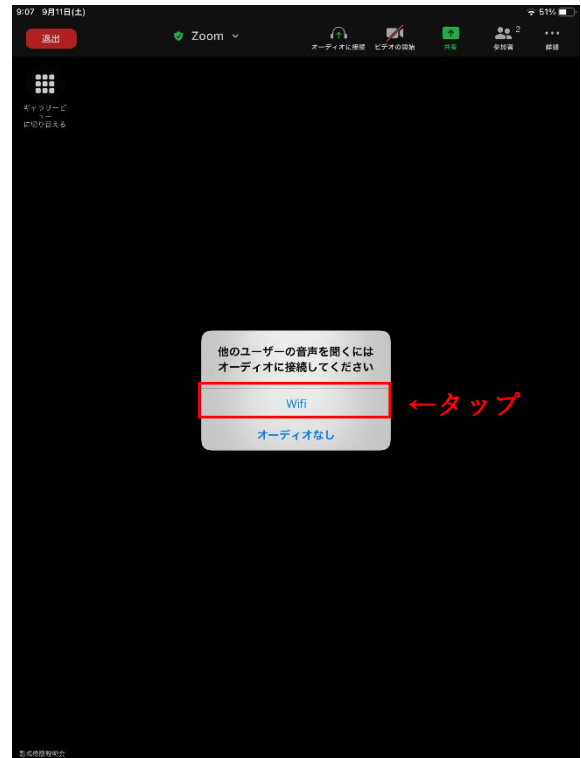 9:07 9月11日(土)
51%
退出
Zoom
オーディオに接続
ビデオの開始
共有
参加者
2
詳細
ギャラリービ
ュー
に切り替える
他のユーザーの音声を聞くには
オーディオに接続してください
Wifi
←タップ
オーディオなし